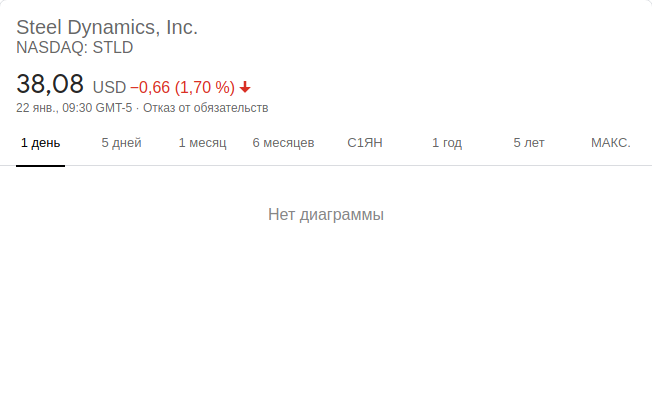 Steel Dynamics, Inc.
NASDAQ: STLD
38,08 USD −0,66 (1,70 %)
22 янв., 09:30 GMT-5 · Отказ от обязательств
1 день 5 дней 1 месяц 6 месяцев С1ЯН 1 год 5 лет МАКС.
Нет диаграммы